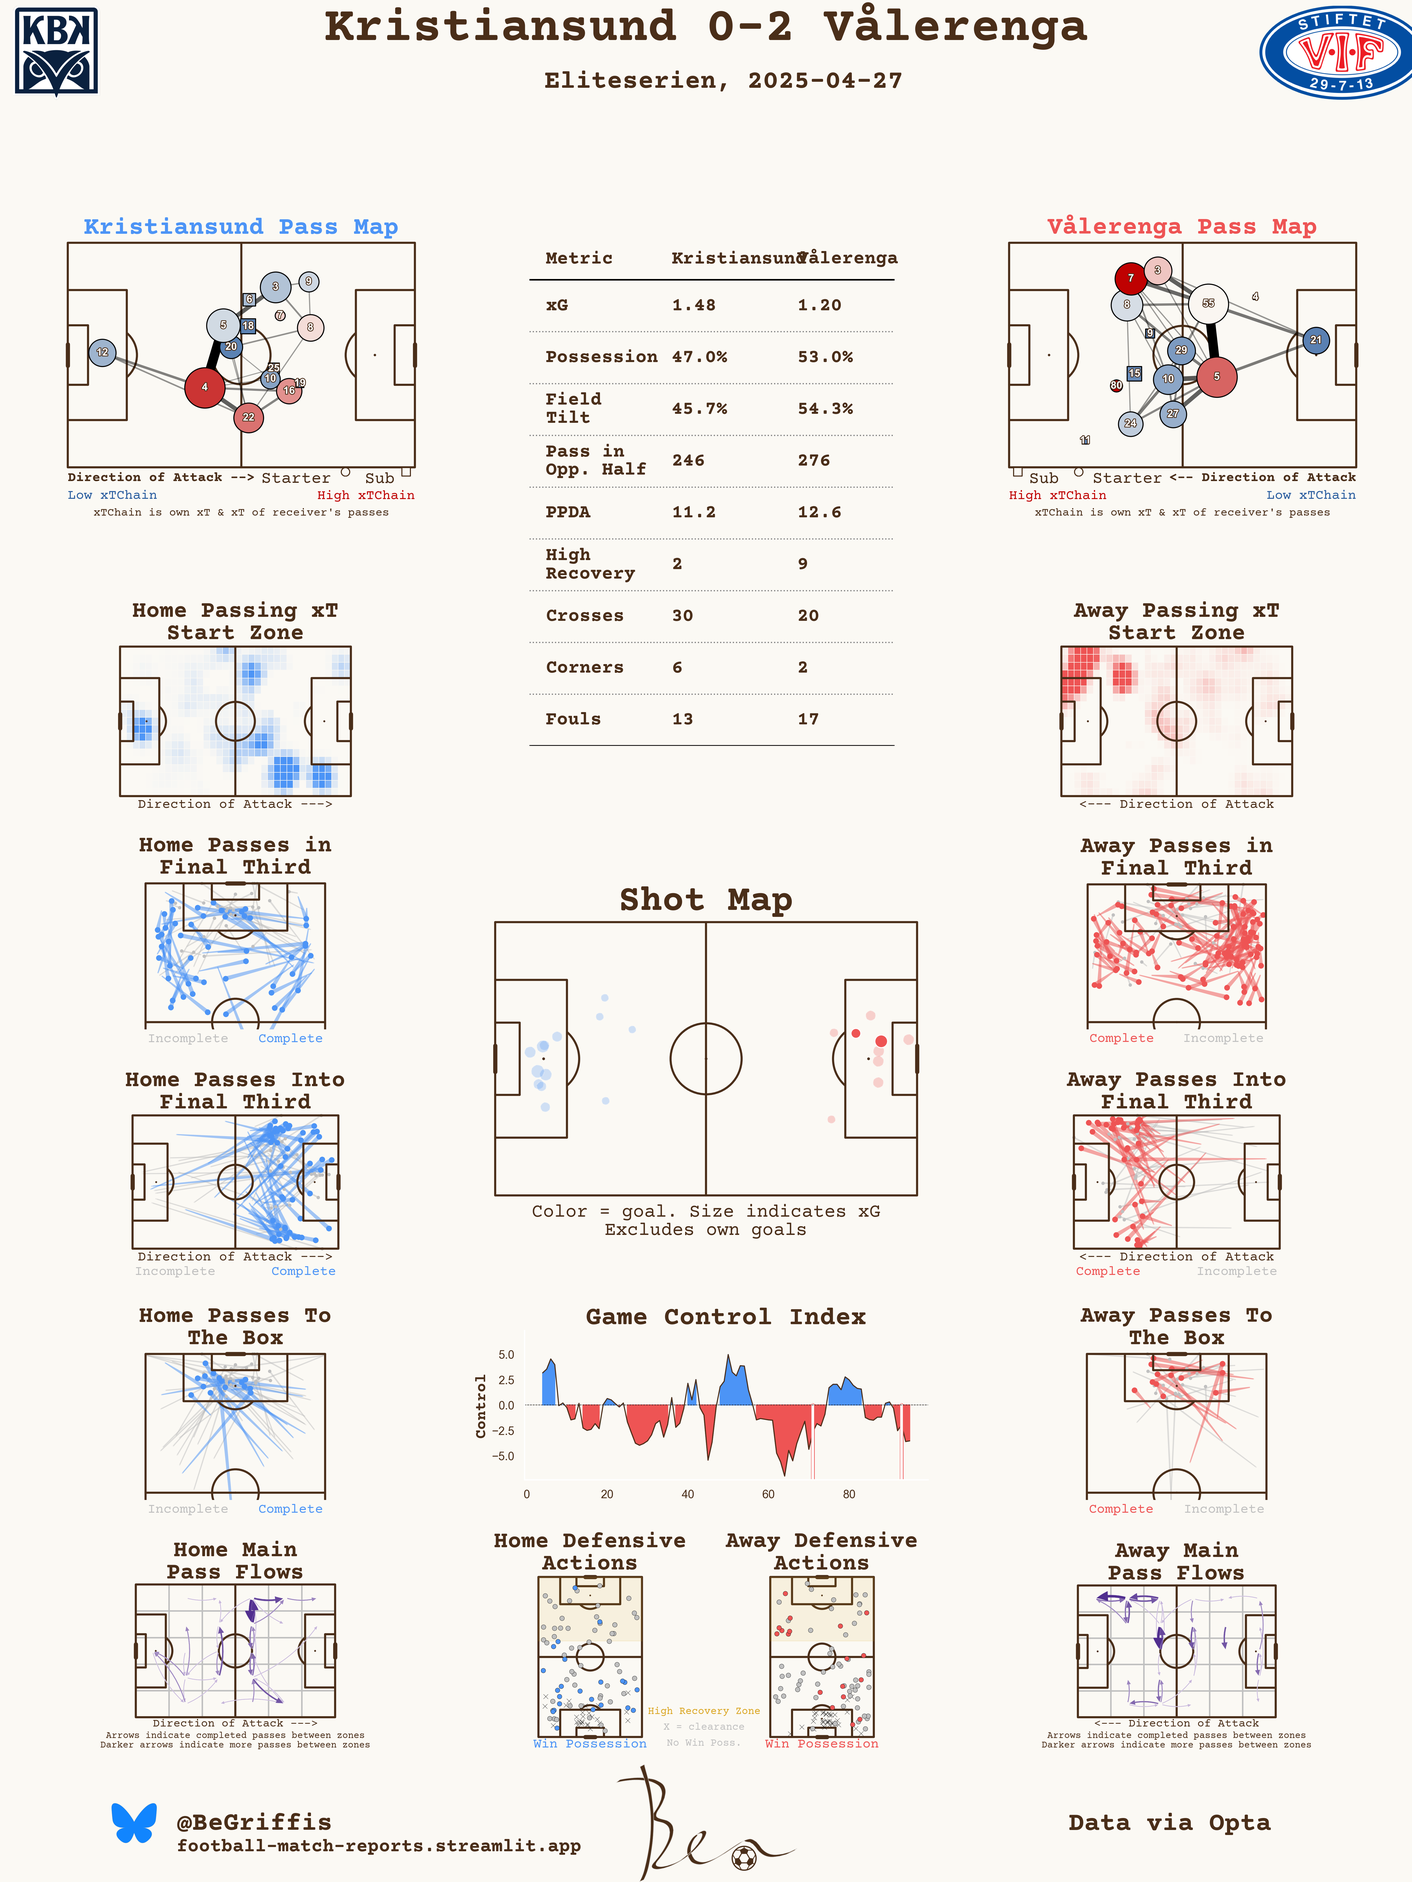 KBK
Kristiansund 0-2 Vålerenga
Eliteserien, 2025-04-27
STIFTET
V·I·F
29-7-13
Kristiansund Pass Map
12
5
4
20
22
3
9
8
7
6
18
25
10
16
19
Direction of Attack --> Starter Sub
Low xTChain High xTChain
xTChain is own xT & xT of receiver's passes
Metric Kristiansund Vålerenga
xG 1.48 1.20
Possession 47.0% 53.0%
Field Tilt 45.7% 54.3%
Pass in Opp. Half 246 276
PPDA 11.2 12.6
High Recovery 2 9
Crosses 30 20
Corners 6 2
Fouls 13 17
Vålerenga Pass Map
7
3
8
55
4
9
29
21
15
80
10
5
24
27
11
Sub Starter <-- Direction of Attack
High xTChain Low xTChain
xTChain is own xT & xT of receiver's passes
Home Passing xT
Start Zone
Direction of Attack --->
Away Passing xT
Start Zone
<--- Direction of Attack
Home Passes in
Final Third
Incomplete Complete
Away Passes in
Final Third
Complete Incomplete
Shot Map
Color = goal. Size indicates xG
Excludes own goals
Home Passes Into
Final Third
Direction of Attack --->
Incomplete Complete
Away Passes Into
Final Third
<--- Direction of Attack
Complete Incomplete
Home Passes To
The Box
Incomplete Complete
Game Control Index
Control
5.0
2.5
0.0
−2.5
−5.0
0 20 40 60 80
Away Passes To
The Box
Complete Incomplete
Home Main
Pass Flows
Direction of Attack --->
Arrows indicate completed passes between zones
Darker arrows indicate more passes between zones
Home Defensive
Actions
Win Possession
High Recovery Zone
X = clearance
No Win Poss.
Away Defensive
Actions
Win Possession
Away Main
Pass Flows
<--- Direction of Attack
Arrows indicate completed passes between zones
Darker arrows indicate more passes between zones
@BeGriffis
football-match-reports.streamlit.app
Ben
Data via Opta